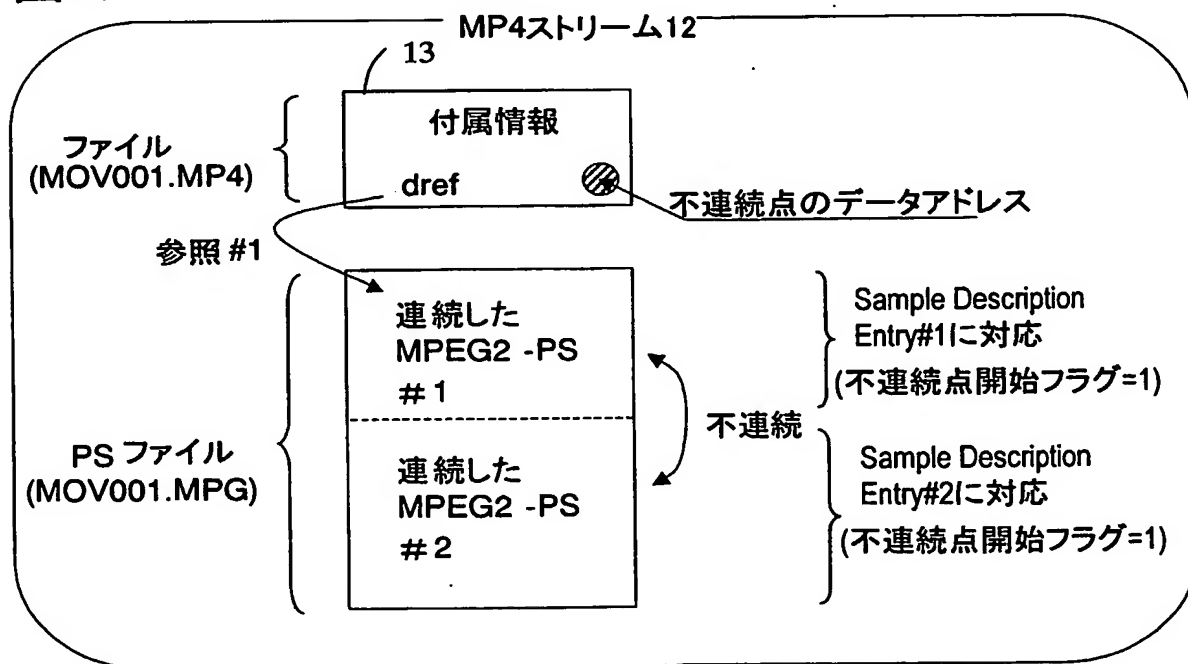 MP4ストリーム12
13
付属情報
ファイル
(MOV001.MP4)
dref
不連続点のデータアドレス
参照 #1
連続した
MPEG2 -PS
#1
Sample Description
Entry#1に対応
(不連続点開始フラグ=1)
不連続
PS ファイル
(MOV001.MPG)
連続した
MPEG2 -PS
#2
Sample Description
Entry#2に対応
(不連続点開始フラグ=1)